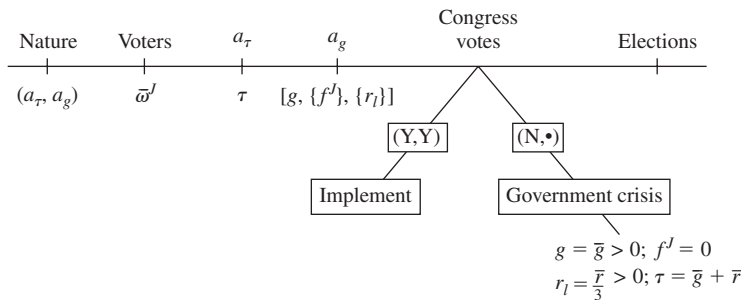 Congress
Nature Voters a_τ a_g votes Elections
(a_τ, a_g) ω̄^J τ [g, {f^J}, {r_l}]
(Y,Y) (N,•)
Implement Government crisis
g = g̅ > 0; f^J = 0
r_l = r̅/3 > 0; τ = g̅ + r̅